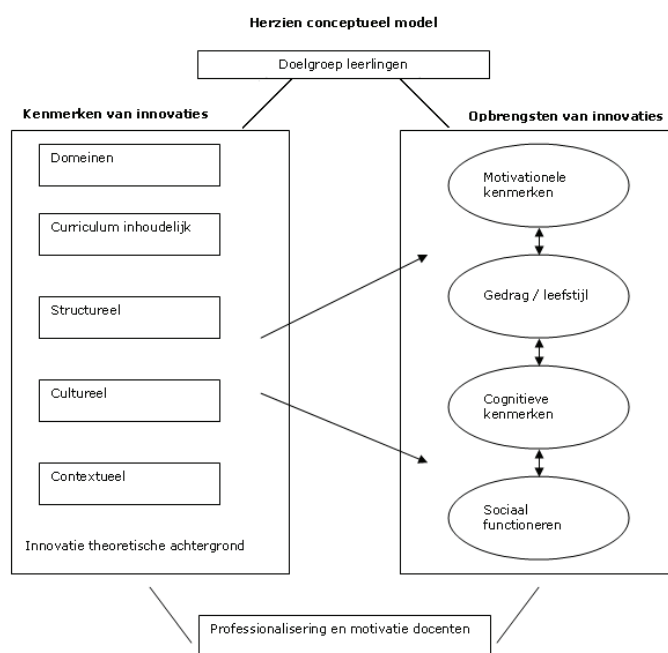 Herzien conceptueel model
Doelgroep leerlingen
Kenmerken van innovaties
Domeinen
Curriculum inhoudelijk
Structureel
Cultureel
Contextueel
Innovatie theoretische achtergrond
Opbrengsten van innovaties
Motivationele
kenmerken
Gedrag / leefstijl
Cognitieve
kenmerken
Sociaal
functioneren
Professionalisering en motivatie docenten